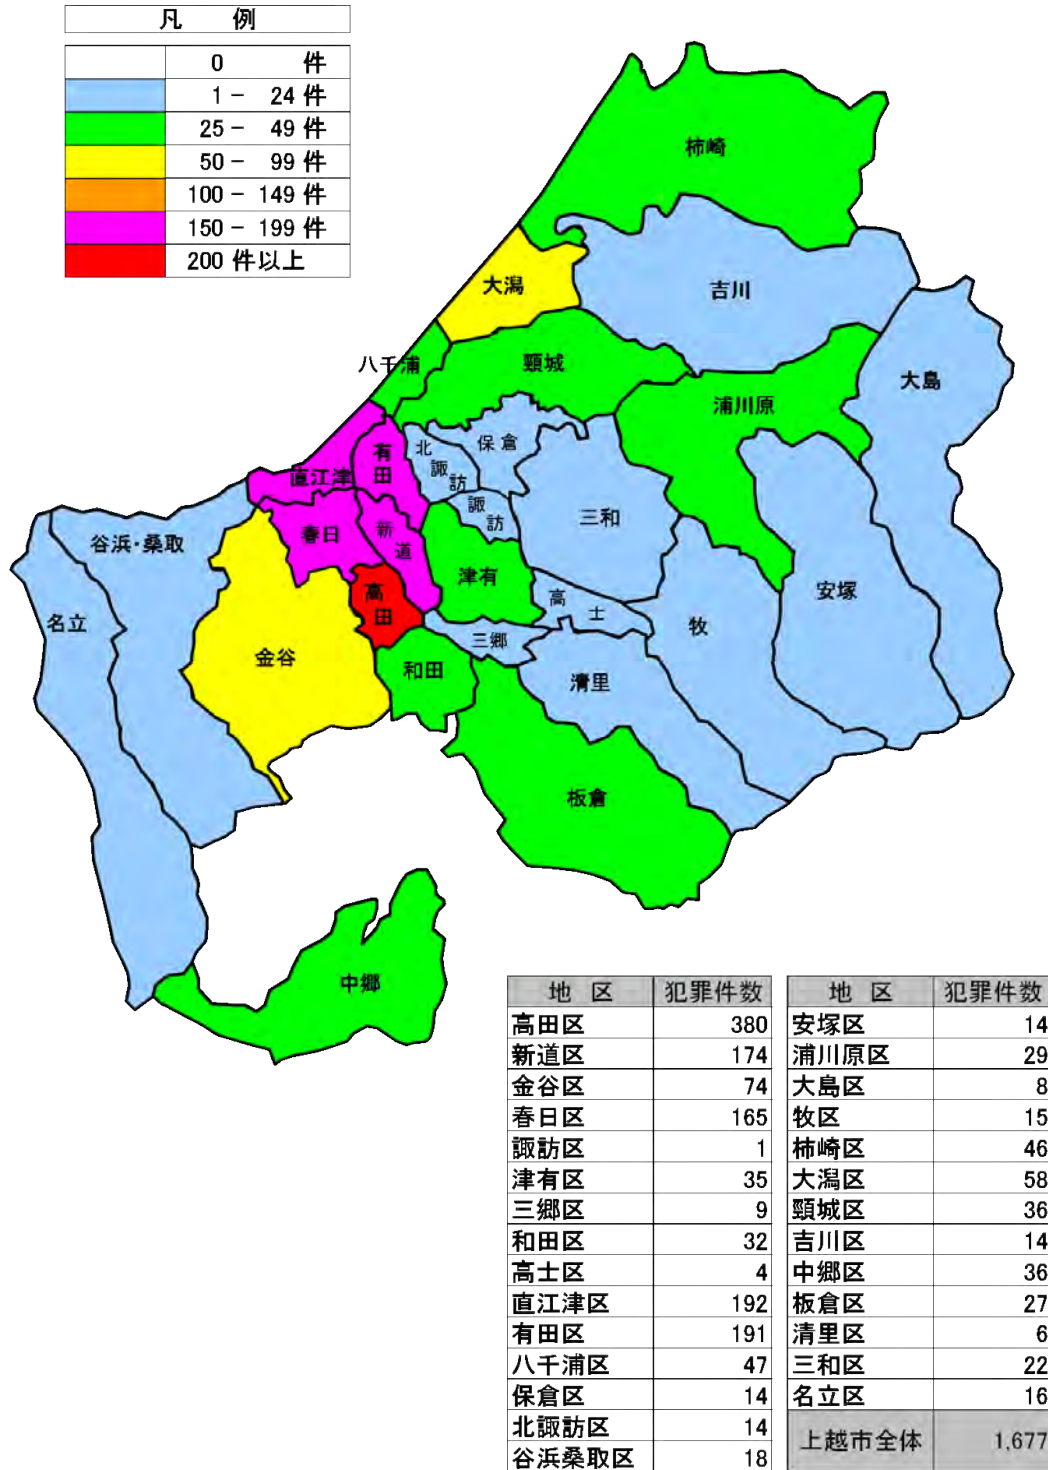 凡 例
0 件
1 - 24 件
25 - 49 件
50 - 99 件
100 - 149 件
150 - 199 件
200 件以上
柿崎
大潟
吉川
八千浦
頸城
大島
浦川原
有田
北諏訪
保倉
直江津
諏訪
三和
春日
新道
谷浜・桑取
津有
安塚
高田
高士
名立
牧
三郷
金谷
和田
清里
板倉
中郷
地 区 犯罪件数
高田区 380
新道区 174
金谷区 74
春日区 165
諏訪区 1
津有区 35
三郷区 9
和田区 32
高士区 4
直江津区 192
有田区 191
八千浦区 47
保倉区 14
北諏訪区 14
谷浜桑取区 18
地 区 犯罪件数
安塚区 14
浦川原区 29
大島区 8
牧区 15
柿崎区 46
大潟区 58
頸城区 36
吉川区 14
中郷区 36
板倉区 27
清里区 6
三和区 22
名立区 16
上越市全体 1,677